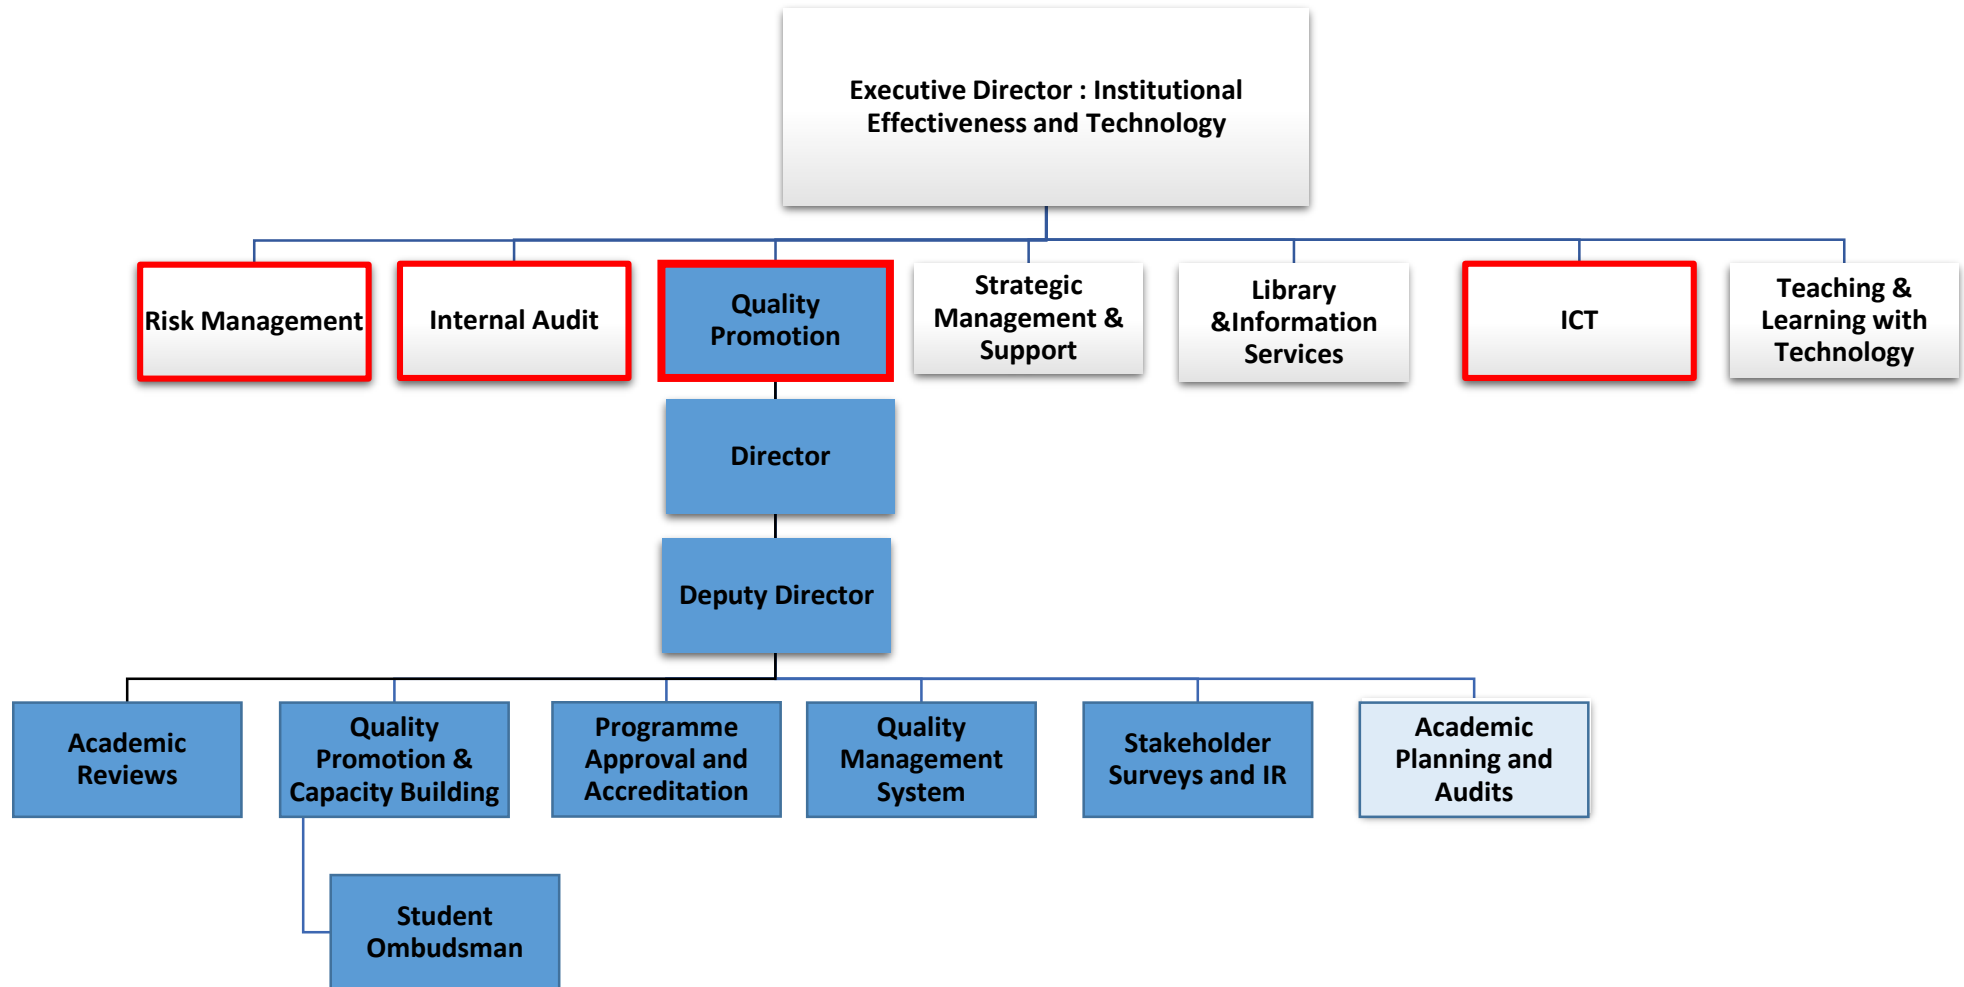 Executive Director : Institutional
Effectiveness and Technology
Risk Management
Internal Audit
Quality
Promotion
Strategic
Management &
Support
Library
&Information
Services
ICT
Teaching &
Learning with
Technology
Director
Deputy Director
Academic
Reviews
Quality
Promotion &
Capacity Building
Programme
Approval and
Accreditation
Quality
Management
System
Stakeholder
Surveys and IR
Academic
Planning and
Audits
Student
Ombudsman